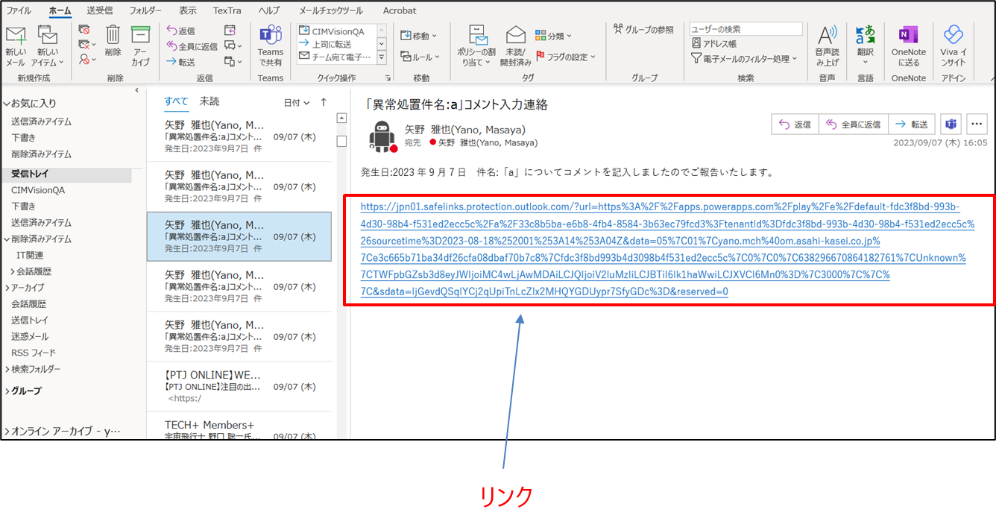 ファイル ホーム 送受信 フォルダー 表示 TexTra ヘルプ メールチェックツール Acrobat
新しいメール
新しいアイテム
新規作成
削除
アーカイブ
削除
返信
全員に返信
転送
返信
Teamsで共有
Teams
CIMVisionQA
上司に転送
チーム宛て電子...
クイック操作
移動
ルール
移動
ポリシーの割り当て
未読/開封済み
分類
フラグの設定
タグ
グループの参照
グループ
ユーザーの検索
アドレス帳
電子メールのフィルター処理
検索
音声読み上げ
音声
翻訳
言語
OneNoteに送る
OneNote
Viva インサイト
アドイン
お気に入り
送信済みアイテム
下書き
削除済みアイテム
受信トレイ
CIMVisionQA
下書き
送信済みアイテム
削除済みアイテム
IT関連
会話履歴
アーカイブ
会話履歴
送信トレイ
迷惑メール
RSS フィード
検索フォルダー
グループ
オンライン アーカイブ - y...
すべて 未読 日付 ↑
矢野 雅也(Yano, M...
「異常処置件名:a」コメント... 09/07 (木)
発生日:2023年9月7日 件
矢野 雅也(Yano, M...
「異常処置件名:a」コメント... 09/07 (木)
発生日:2023年9月7日 件
矢野 雅也(Yano, M...
「異常処置件名:a」コメント... 09/07 (木)
発生日:2023年9月7日 件
矢野 雅也(Yano, M...
「異常処置件名:a」コメント... 09/07 (木)
発生日:2023年9月7日 件
矢野 雅也(Yano, M...
「異常処置件名:a」コメント... 09/07 (木)
発生日:2023年9月7日 件
【PTJ ONLINE】WE...
【PTJ ONLINE】注目の出... 09/07 (木)
<https:/
TECH+ Members+
宇宙飛行士 野口 聡一氏... 09/07 (木)
「異常処置件名:a」コメント入力連絡
矢野 雅也(Yano, Masaya)
宛先 矢野 雅也(Yano, Masaya)
返信 全員に返信 転送
2023/09/07 (木) 16:05
発生日:2023 年 9 月 7 日 件名:「a」についてコメントを記入しましたのでご報告いたします。
https://jpn01.safelinks.protection.outlook.com/?url=https%3A%2F%2Fapps.powerapps.com%2Fplay%2Fe%2Fdefault-fdc3f8bd-993b-
4d30-98b4-f531ed2ecc5c%2Fa%2F33c8b5ba-e6b8-4fb4-8584-3b63ec79fcd3%3FtenantId%3Dfdc3f8bd-993b-4d30-98b4-f531ed2ecc5c%
26sourcetime%3D2023-08-18%252001%253A14%253A04Z&data=05%7C01%7Cyano.mch%40om.asahi-kasei.co.jp%
7Ce3c665b71ba34df26cfa08dbaf70b7c8%7Cfdc3f8bd993b4d3098b4f531ed2ecc5c%7C0%7C0%7C638296670864182761%7CUnknown%
7CTWFpbGZsb3d8eyJWIjoiMC4wLjAwMDAiLCJQIjoiV2luMzIiLCJBTiI6Ik1haWwiLCJXVCI6Mn0%3D%7C3000%7C%7C%
7C&sdata=IjGevdQSqlYCj2qUpiTnLcZIx2MHQYGDUypr7SfyGDc%3D&reserved=0
リンク